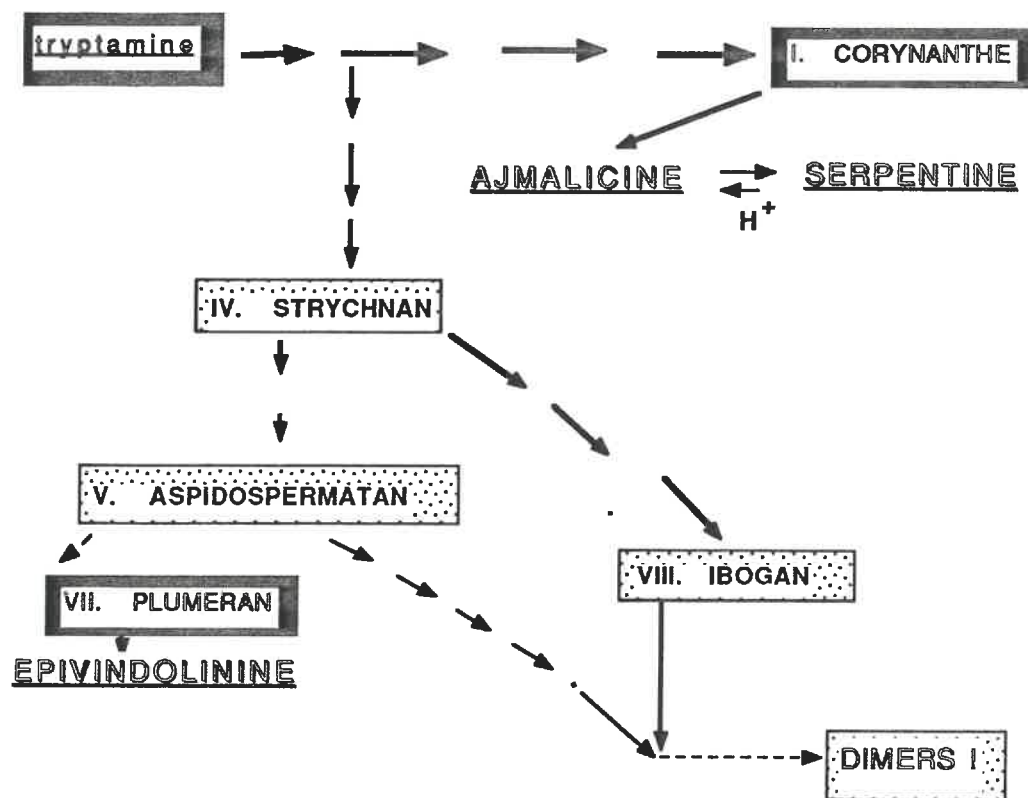 tryptamine
I. CORYNANTHE
AJMALICINE
SERPENTINE
H+
IV. STRYCHNAN
V. ASPIDOSPERMATAN
VIII. IBOGAN
VII. PLUMERAN
EPIVINDOLININE
DIMERS I